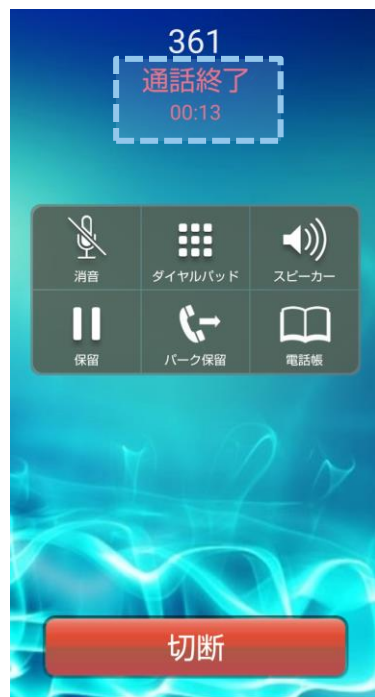 361
通話終了
00:13
消音
ダイヤルパッド
スピーカー
保留
パーク保留
電話帳
切断